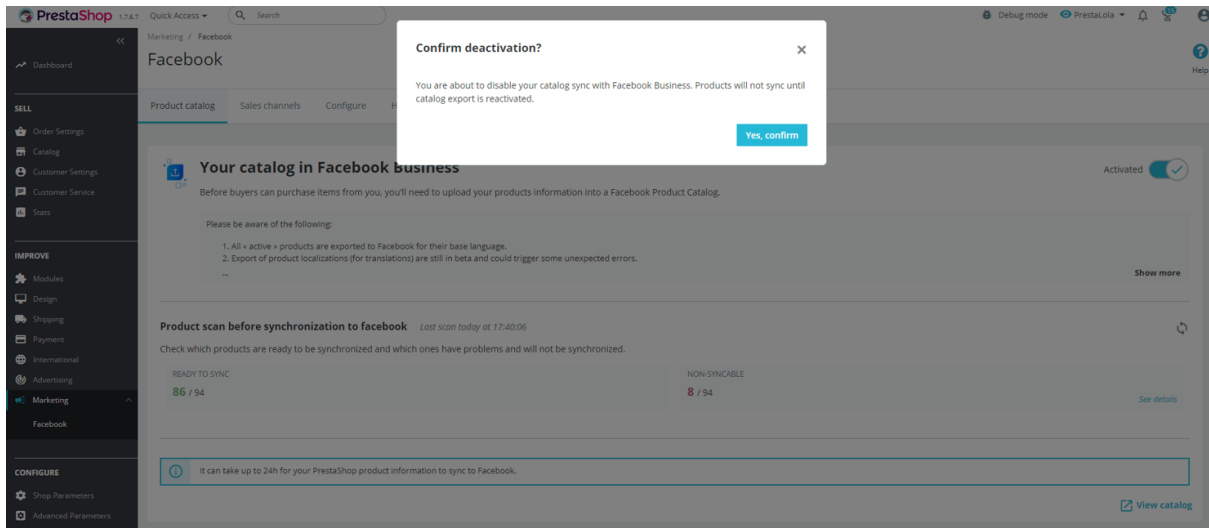 PrestaShop 1.7.6.7 Quick Access Search Debug mode PrestaLola
Marketing / Facebook
Facebook
Help
Confirm deactivation?
You are about to disable your catalog sync with Facebook Business. Products will not sync until
catalog export is reactivated.
Yes, confirm
Dashboard
SELL
Order Settings
Catalog
Customer Settings
Customer Service
Stats
IMPROVE
Modules
Design
Shipping
Payment
International
Advertising
Marketing
Facebook
CONFIGURE
Shop Parameters
Advanced Parameters
Product catalog Sales channels Configure H
Your catalog in Facebook Business
Activated
Before buyers can purchase items from you, you'll need to upload your products information into a Facebook Product Catalog.
Please be aware of the following:
1. All « active » products are exported to Facebook for their base language.
2. Export of product localizations (for translations) are still in beta and could trigger some unexpected errors.
...
Show more
Product scan before synchronization to facebook Last scan today at 17:40:06
Check which products are ready to be synchronized and which ones have problems and will not be synchronized.
READY TO SYNC
86 / 94
NON-SYNCABLE
8 / 94
See details
It can take up to 24h for your PrestaShop product information to sync to Facebook.
View catalog